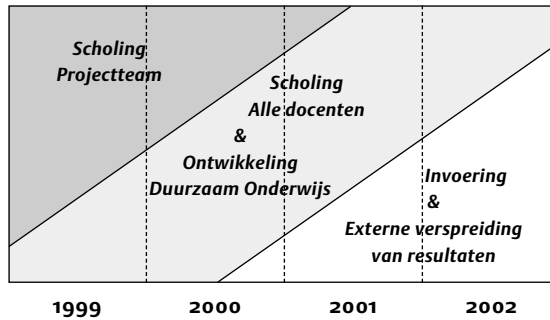 Scholing
Projectteam
Scholing
Alle docenten
&
Ontwikkeling
Duurzaam Onderwijs
Invoering
&
Externe verspreiding
van resultaten
1999 2000 2001 2002